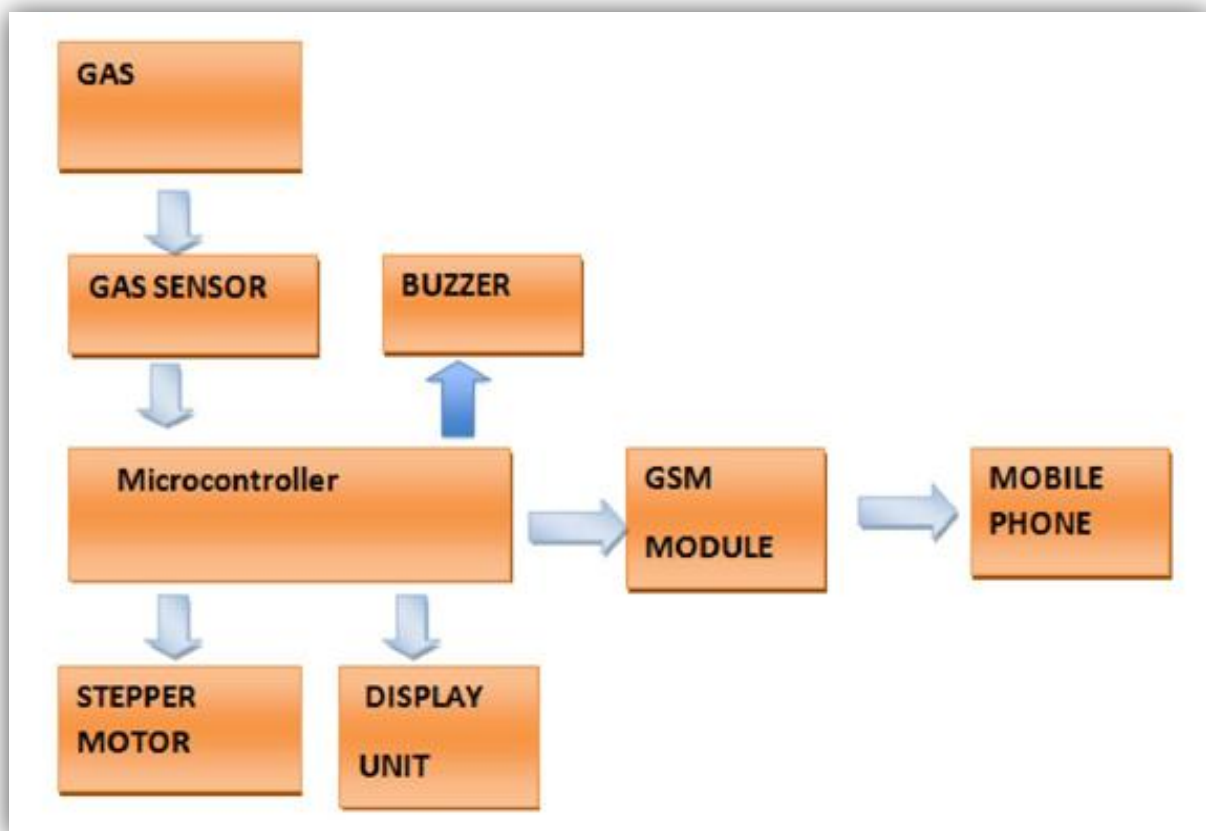 GAS
GAS SENSOR
BUZZER
Microcontroller
GSM
MODULE
MOBILE
PHONE
STEPPER
MOTOR
DISPLAY
UNIT